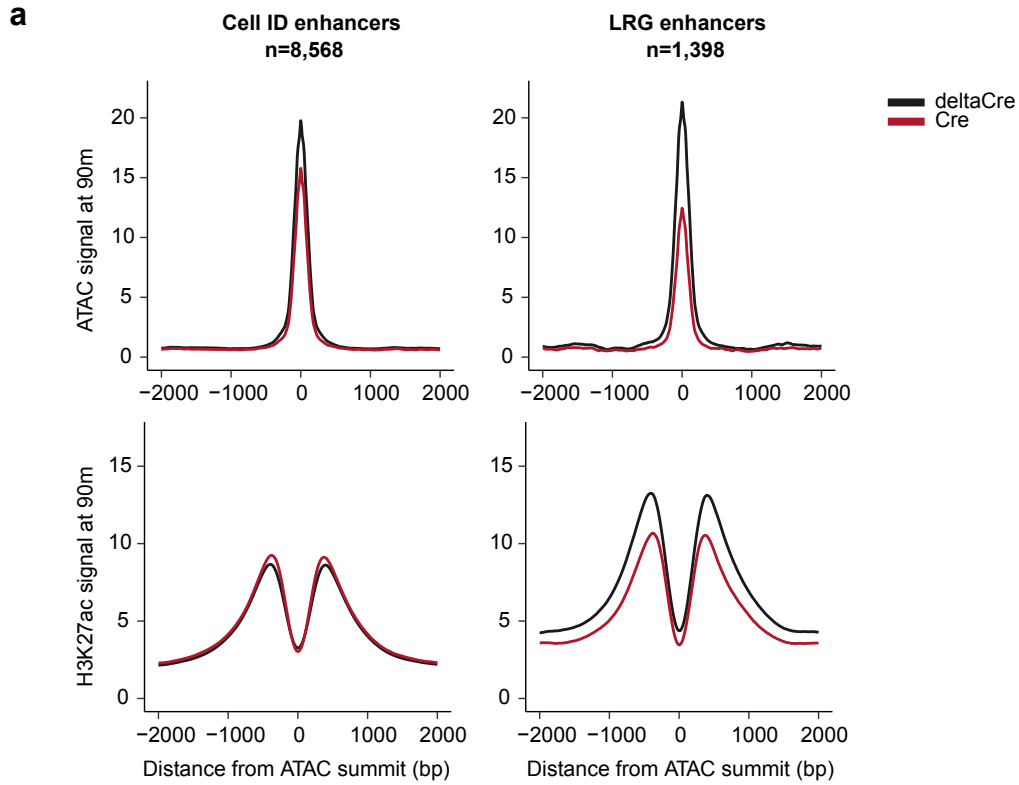 a
Cell ID enhancers
n=8,568
LRG enhancers
n=1,398
deltaCre
Cre
ATAC signal at 90m
20
15
10
5
0
−2000 −1000 0 1000 2000
20
15
10
5
0
−2000 −1000 0 1000 2000
H3K27ac signal at 90m
15
10
5
0
−2000 −1000 0 1000 2000
Distance from ATAC summit (bp)
15
10
5
0
−2000 −1000 0 1000 2000
Distance from ATAC summit (bp)